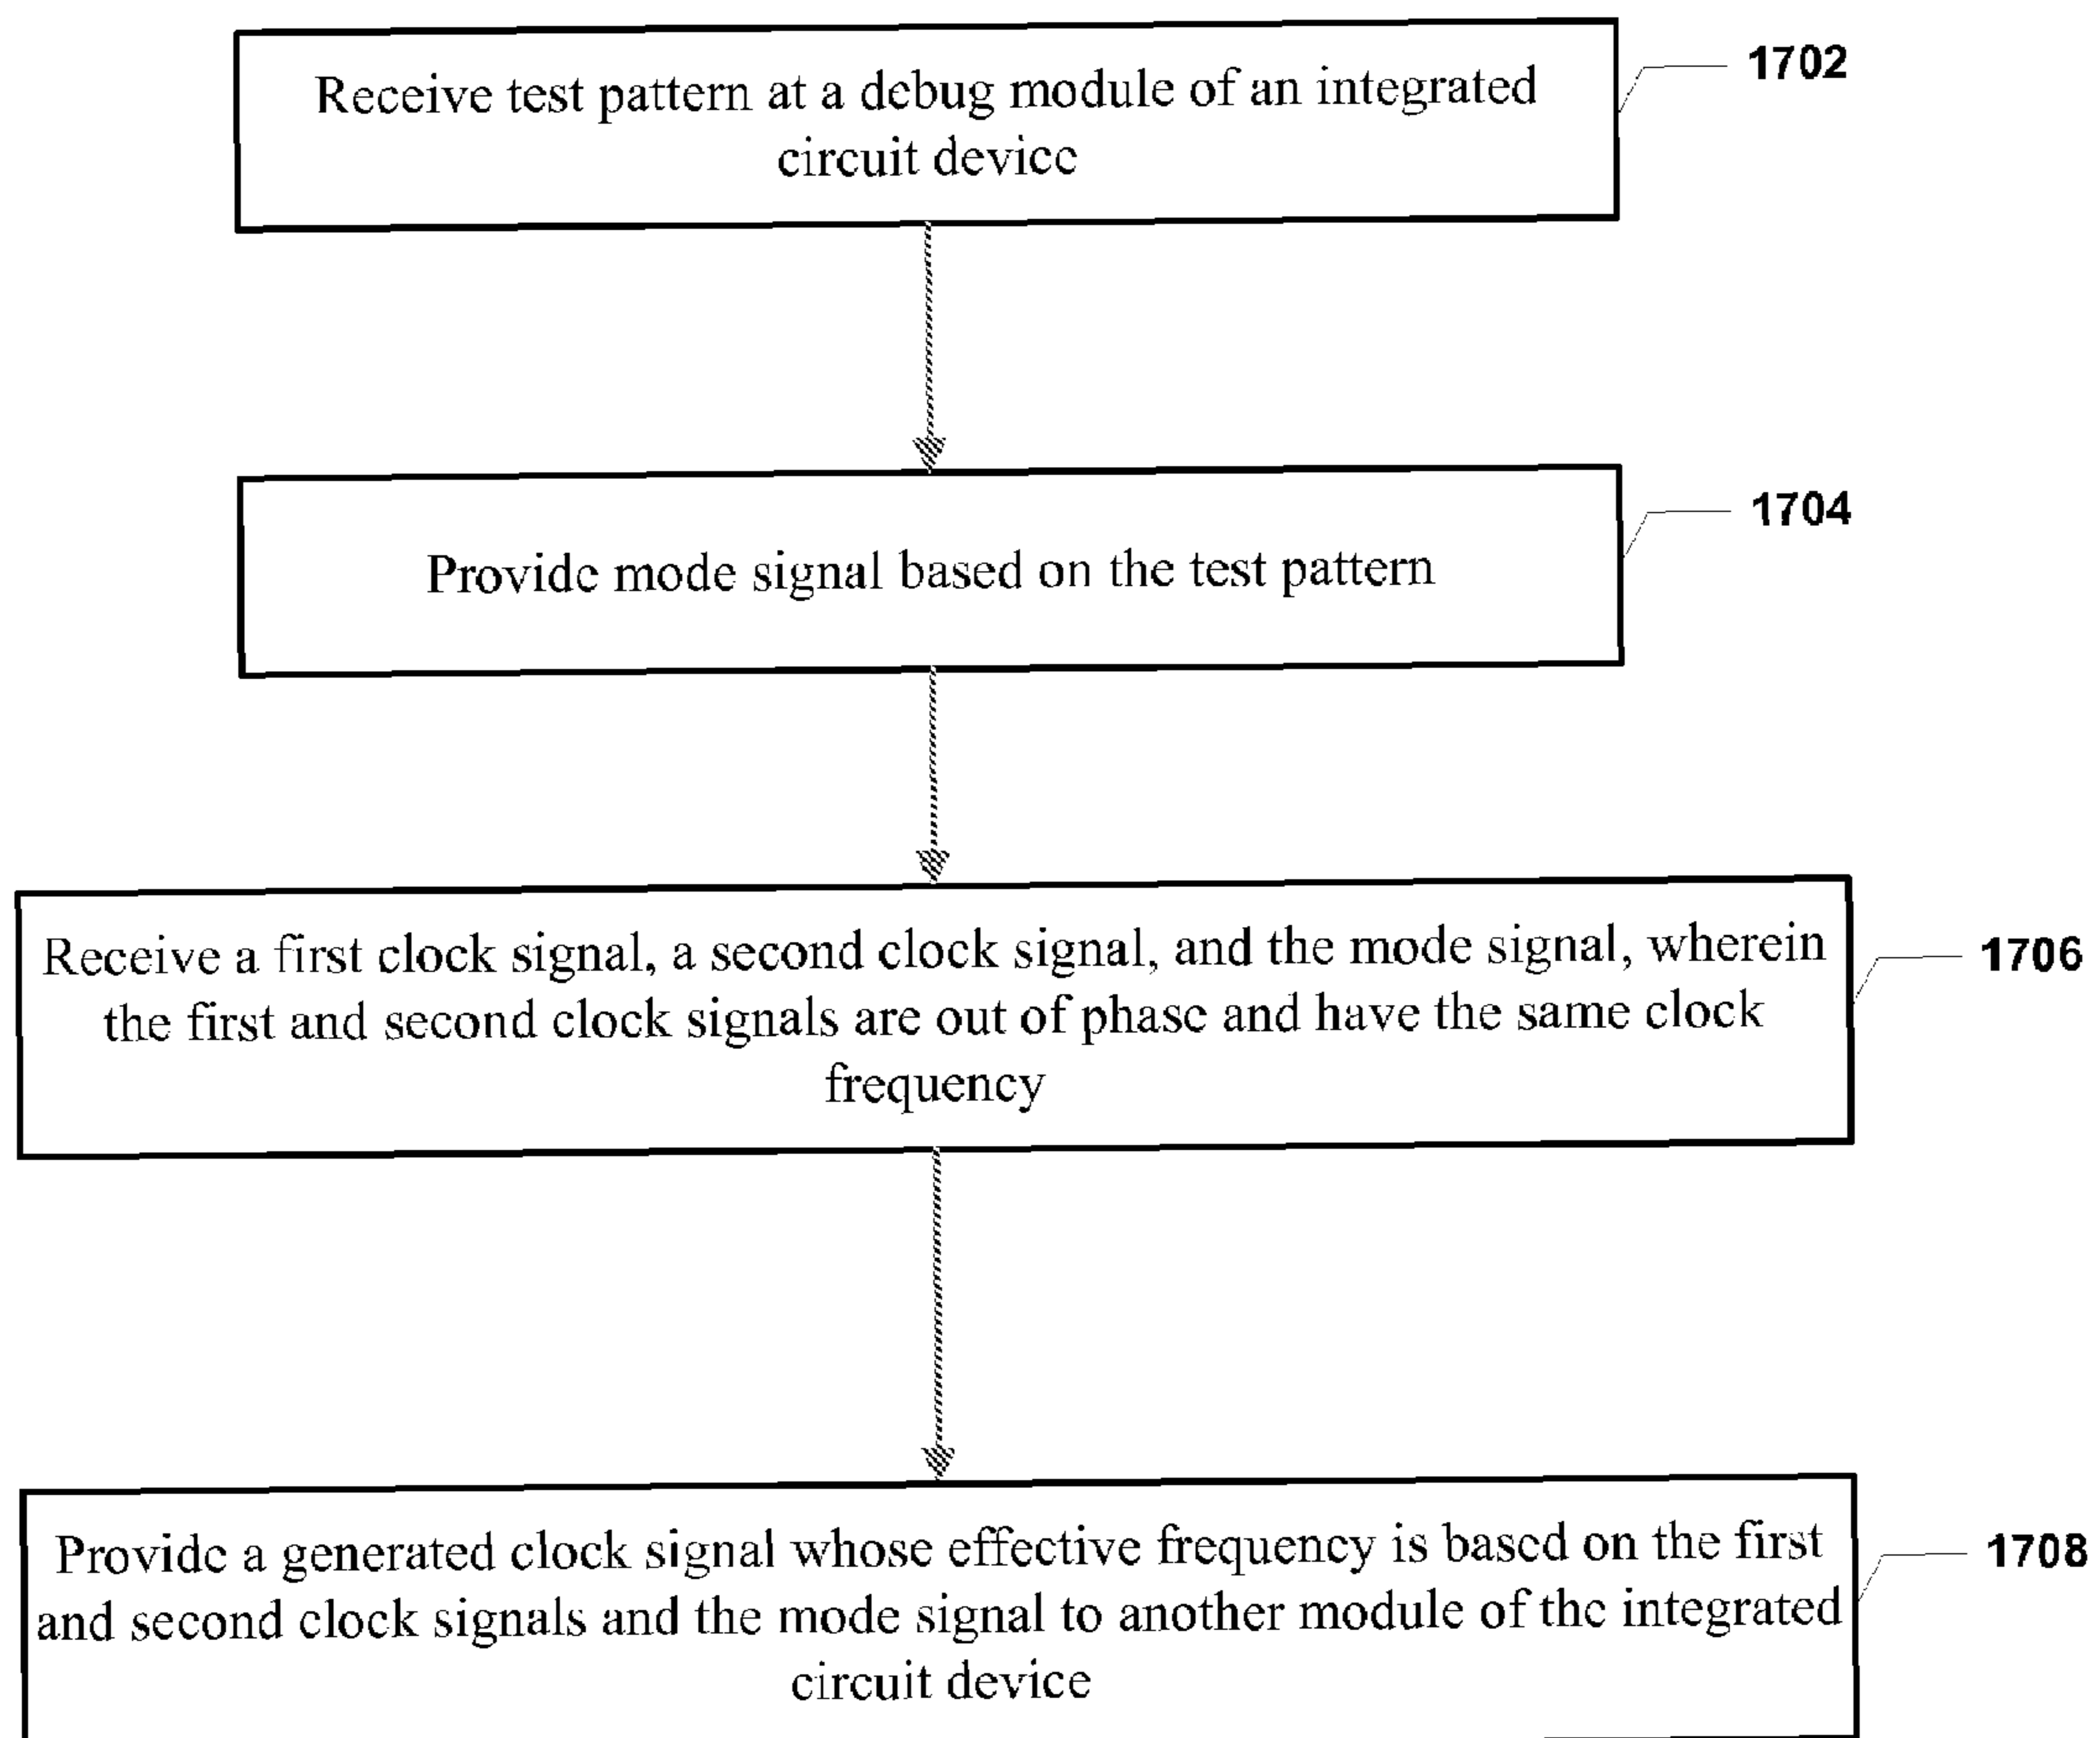 Receive test pattern at a debug module of an integrated
circuit device
1702
Provide mode signal based on the test pattern
1704
Receive a first clock signal, a second clock signal, and the mode signal, wherein
the first and second clock signals are out of phase and have the same clock
frequency
1706
Provide a generated clock signal whose effective frequency is based on the first
and second clock signals and the mode signal to another module of the integrated
circuit device
1708